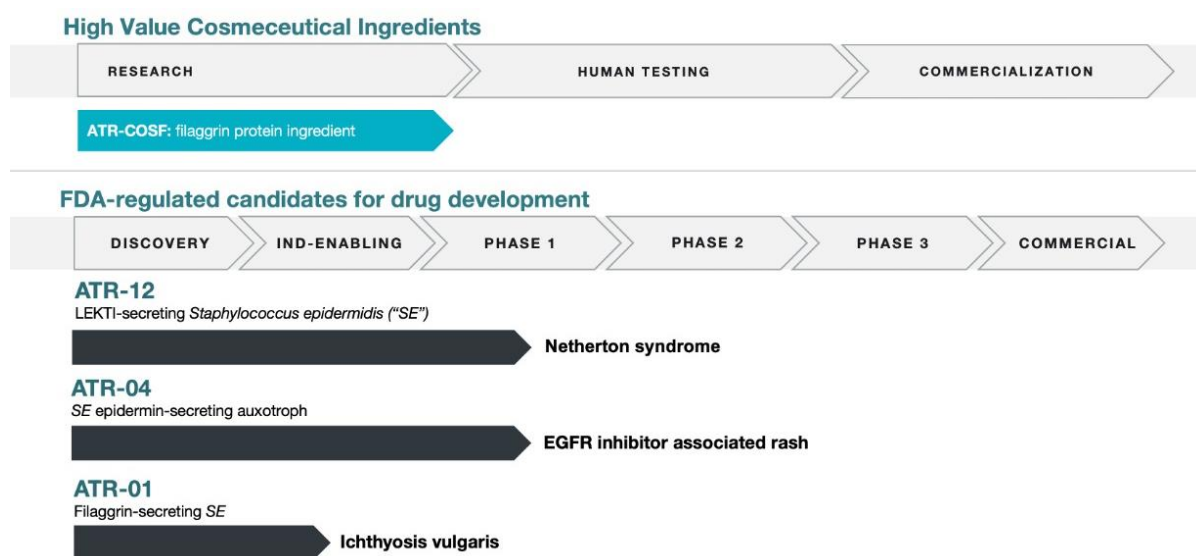 High Value Cosmeceutical Ingredients
RESEARCH
HUMAN TESTING
COMMERCIALIZATION
ATR-COSF: filaggrin protein ingredient
FDA-regulated candidates for drug development
DISCOVERY
IND-ENABLING
PHASE 1
PHASE 2
PHASE 3
COMMERCIAL
ATR-12
LEKTI-secreting Staphylococcus epidermidis ("SE")
Netherton syndrome
ATR-04
SE epidermin-secreting auxotroph
EGFR inhibitor associated rash
ATR-01
Filaggrin-secreting SE
Ichthyosis vulgaris